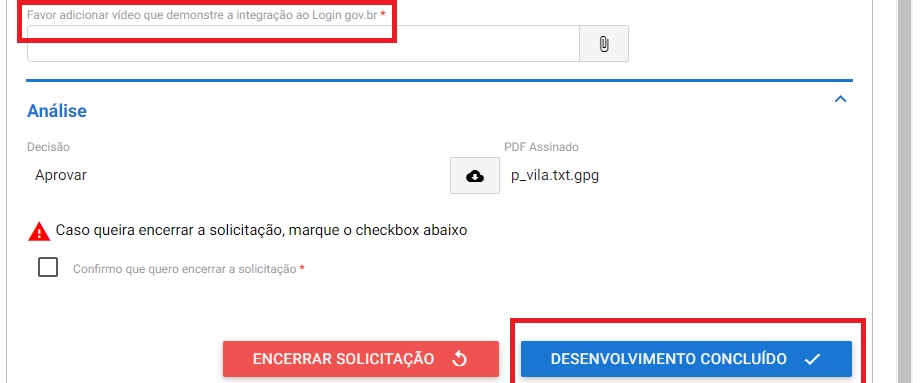 Favor adicionar vídeo que demonstre a integração ao Login gov.br *
Análise
Decisão
PDF Assinado
Aprovar
p_vila.txt.gpg
Caso queira encerrar a solicitação, marque o checkbox abaixo
Confirmo que quero encerrar a solicitação *
ENCERRAR SOLICITAÇÃO
DESENVOLVIMENTO CONCLUÍDO